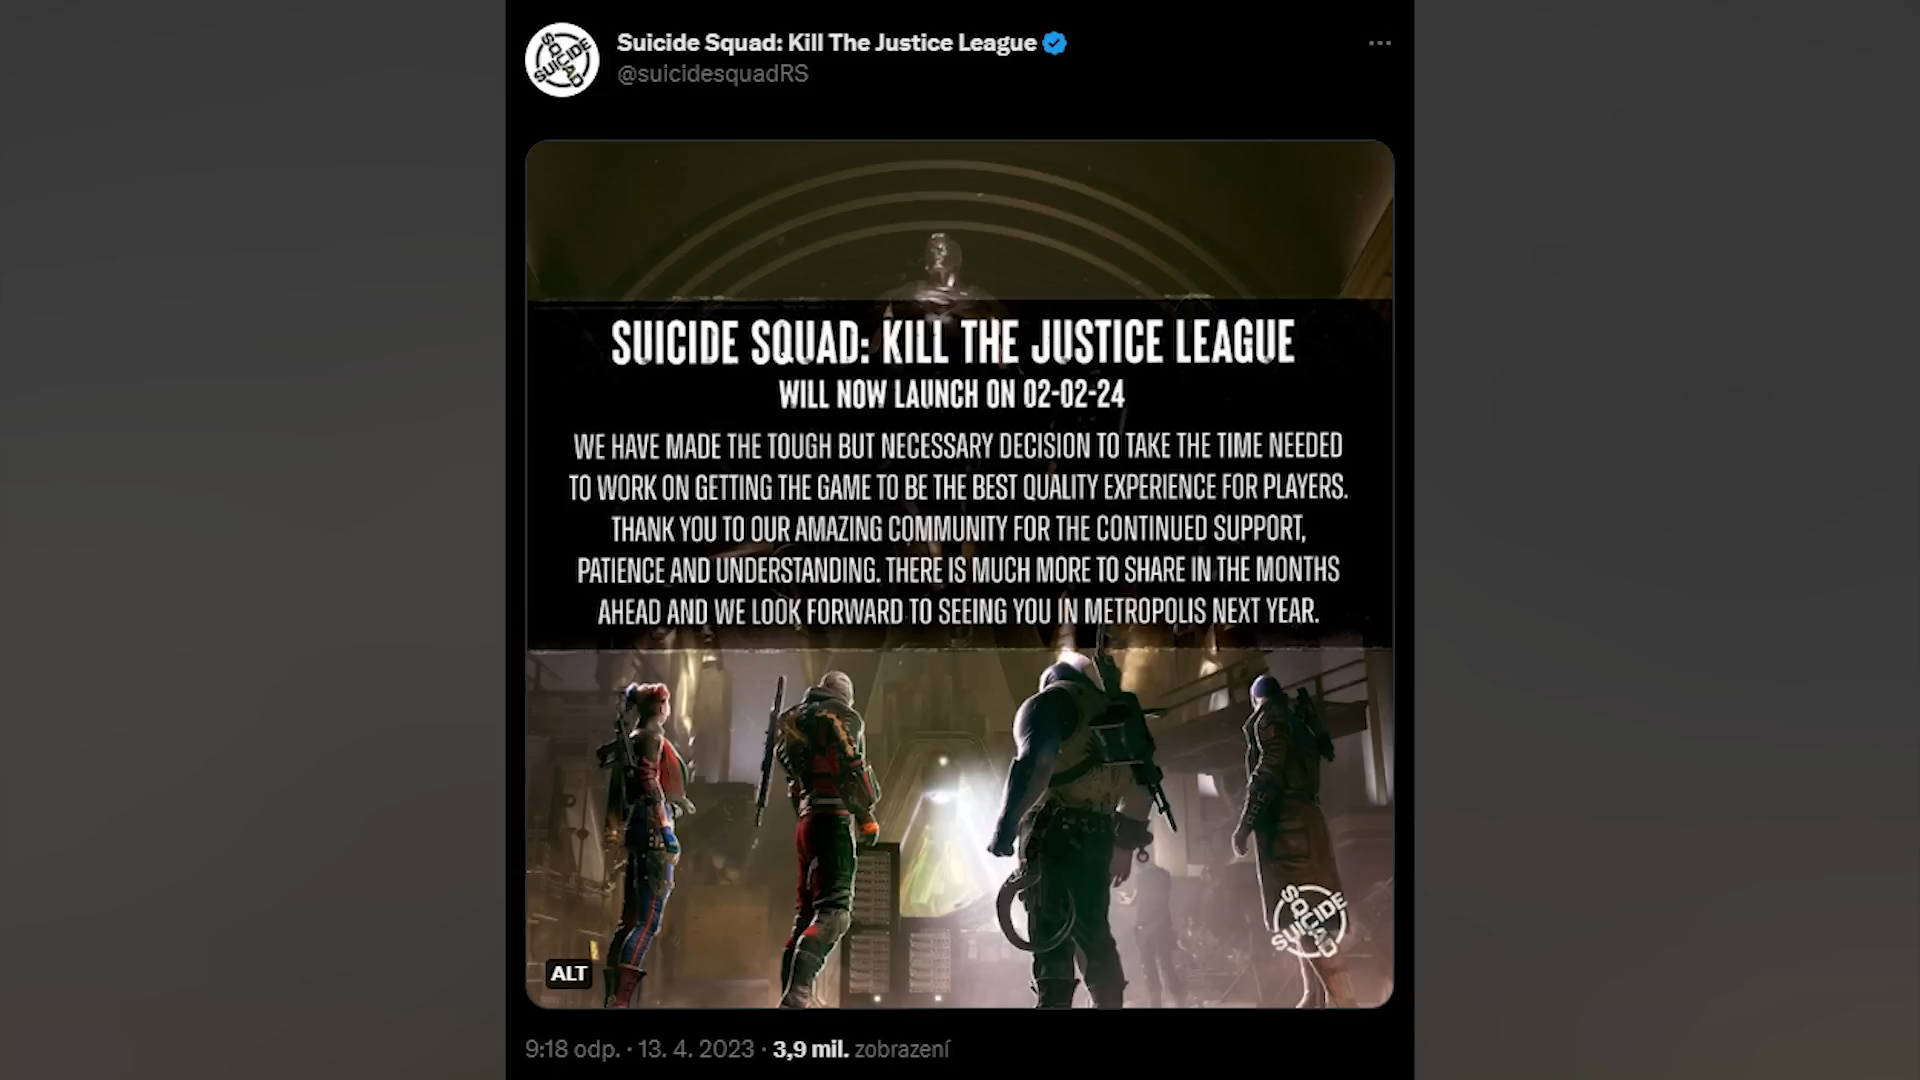 Suicide Squad: Kill The Justice League
@suicidesquadRS
SUICIDE SQUAD: KILL THE JUSTICE LEAGUE
WILL NOW LAUNCH ON 02-02-24
WE HAVE MADE THE TOUGH BUT NECESSARY DECISION TO TAKE THE TIME NEEDED
TO WORK ON GETTING THE GAME TO BE THE BEST QUALITY EXPERIENCE FOR PLAYERS.
THANK YOU TO OUR AMAZING COMMUNITY FOR THE CONTINUED SUPPORT,
PATIENCE AND UNDERSTANDING. THERE IS MUCH MORE TO SHARE IN THE MONTHS
AHEAD AND WE LOOK FORWARD TO SEEING YOU IN METROPOLIS NEXT YEAR.
SUICIDE SQUAD
ALT
9:18 odp. · 13. 4. 2023 · 3,9 mil. zobrazení